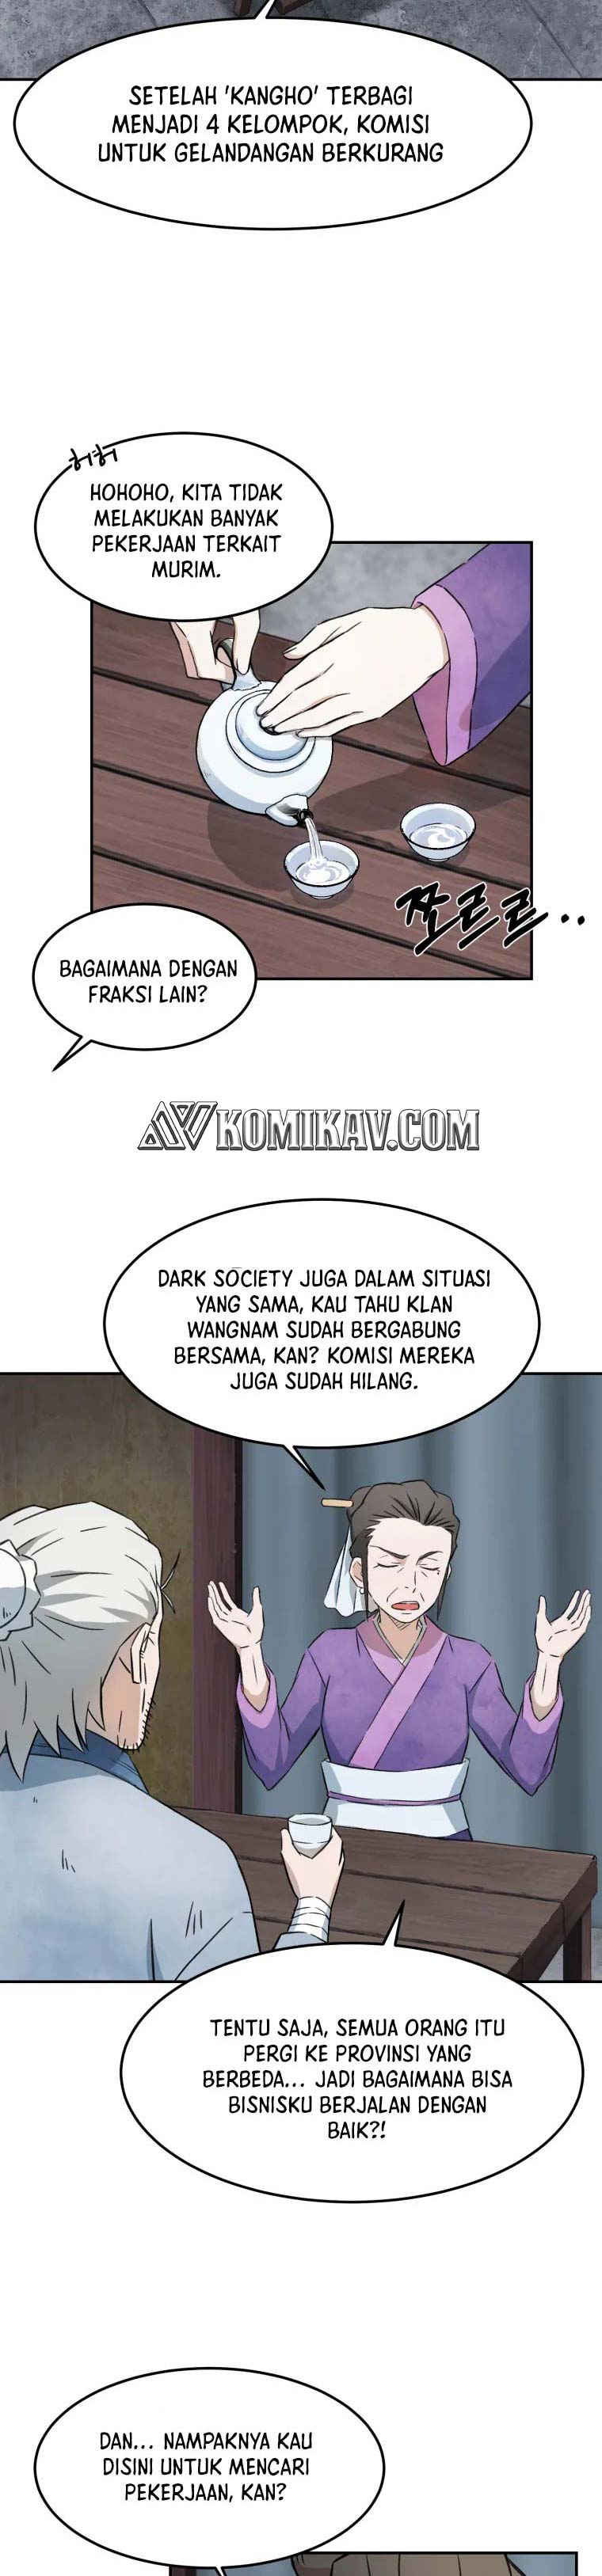 SETELAH 'KANGHO' TERBAGI
MENJADI 4 KELOMPOK, KOMISI
UNTUK GELANDANGAN BERKURANG
허허
HOHOHO, KITA TIDAK
MELAKUKAN BANYAK
PEKERJAAN TERKAIT
MURIM.
쪼르르..
BAGAIMANA DENGAN
FRAKSI LAIN?
KOMIKAV.COM
DARK SOCIETY JUGA DALAM SITUASI
YANG SAMA, KAU TAHU KLAN
WANGNAM SUDAH BERGABUNG
BERSAMA, KAN? KOMISI MEREKA
JUGA SUDAH HILANG.
TENTU SAJA, SEMUA ORANG ITU
PERGI KE PROVINSI YANG
BERBEDA... JADI BAGAIMANA BISA
BISNISKU BERJALAN DENGAN
BAIK?!
DAN... NAMPAKNYA KAU
DISINI UNTUK MENCARI
PEKERJAAN, KAN?